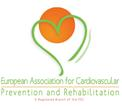 European Association for Cardiovascular
Prevention and Rehabilitation
A Registered Branch of the ESC